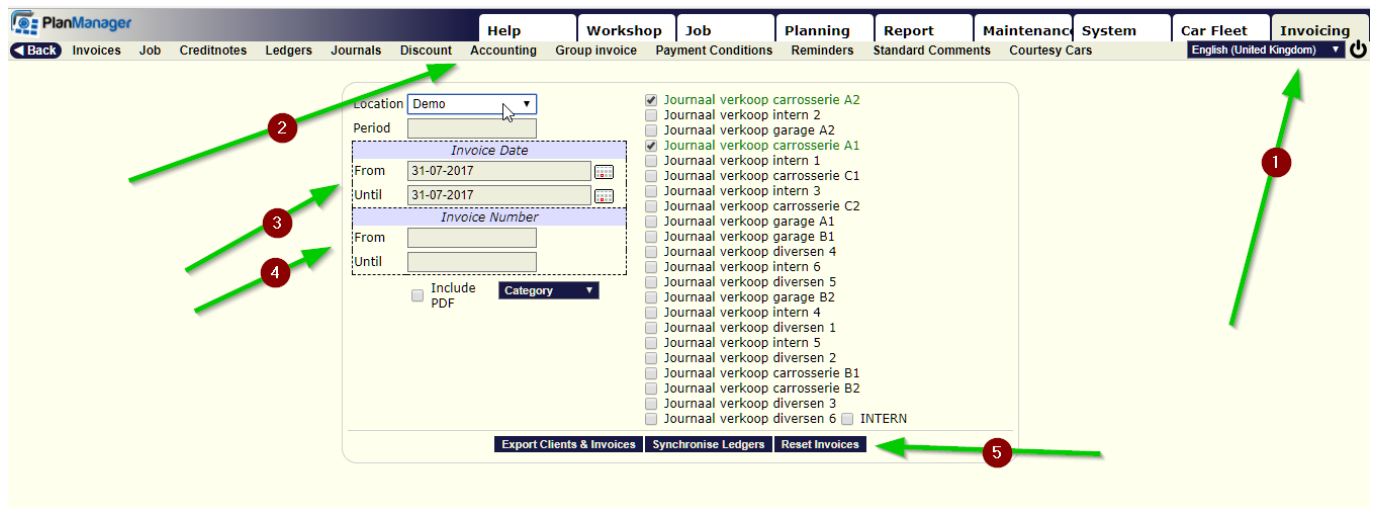 PlanManager
Help Workshop Job Planning Report Maintenanc System Car Fleet Invoicing
Back Invoices Job Creditnotes Ledgers Journals Discount Accounting Group invoice Payment Conditions Reminders Standard Comments Courtesy Cars English (United Kingdom)
Location Demo
Period
Invoice Date
From 31-07-2017
Until 31-07-2017
Invoice Number
From
Until
Include PDF Category
Journaal verkoop carrosserie A2
Journaal verkoop intern 2
Journaal verkoop garage A2
Journaal verkoop carrosserie A1
Journaal verkoop intern 1
Journaal verkoop carrosserie C1
Journaal verkoop intern 3
Journaal verkoop carrosserie C2
Journaal verkoop garage A1
Journaal verkoop garage B1
Journaal verkoop diversen 4
Journaal verkoop intern 6
Journaal verkoop diversen 5
Journaal verkoop garage B2
Journaal verkoop intern 4
Journaal verkoop diversen 1
Journaal verkoop intern 5
Journaal verkoop diversen 2
Journaal verkoop carrosserie B1
Journaal verkoop carrosserie B2
Journaal verkoop diversen 3
Journaal verkoop diversen 6 INTERN
Export Clients & Invoices Synchronise Ledgers Reset Invoices
1
2
3
4
5